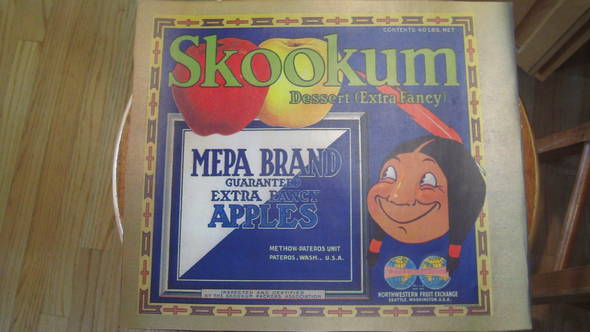 CONTENTS 40 LBS. NET
Skookum
Dessert (Extra Fancy)
MEPA BRAND
GUARANTEED
EXTRA FANCY
APPLES
METHOW-PATEROS UNIT
PATEROS, WASH., U.S.A.
INSPECTED AND CERTIFIED
BY THE SKOOKUM PACKERS ASSOCIATION
NORTHWESTERN FRUIT EXCHANGE
SEATTLE, WASHINGTON, U.S.A.